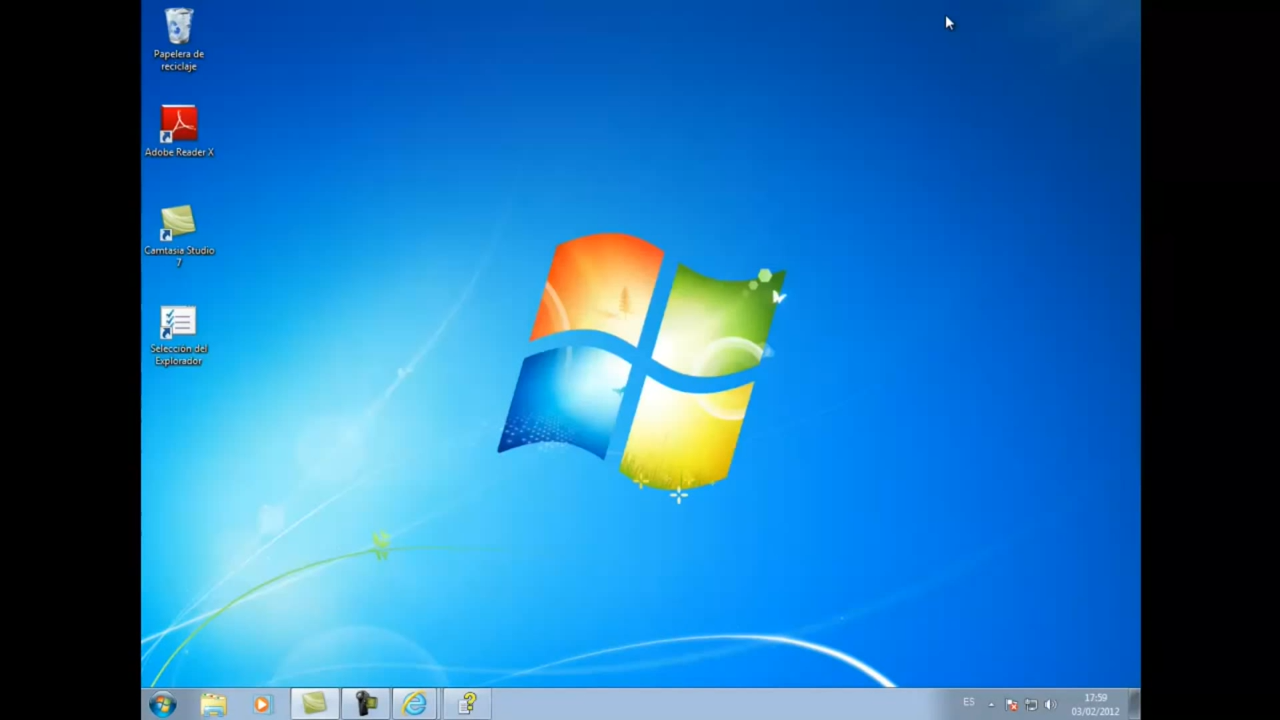 Papelera de
reciclaje
Adobe Reader X
Camtasia Studio
7
Selección del
Explorador
ES
17:59
03/02/2012